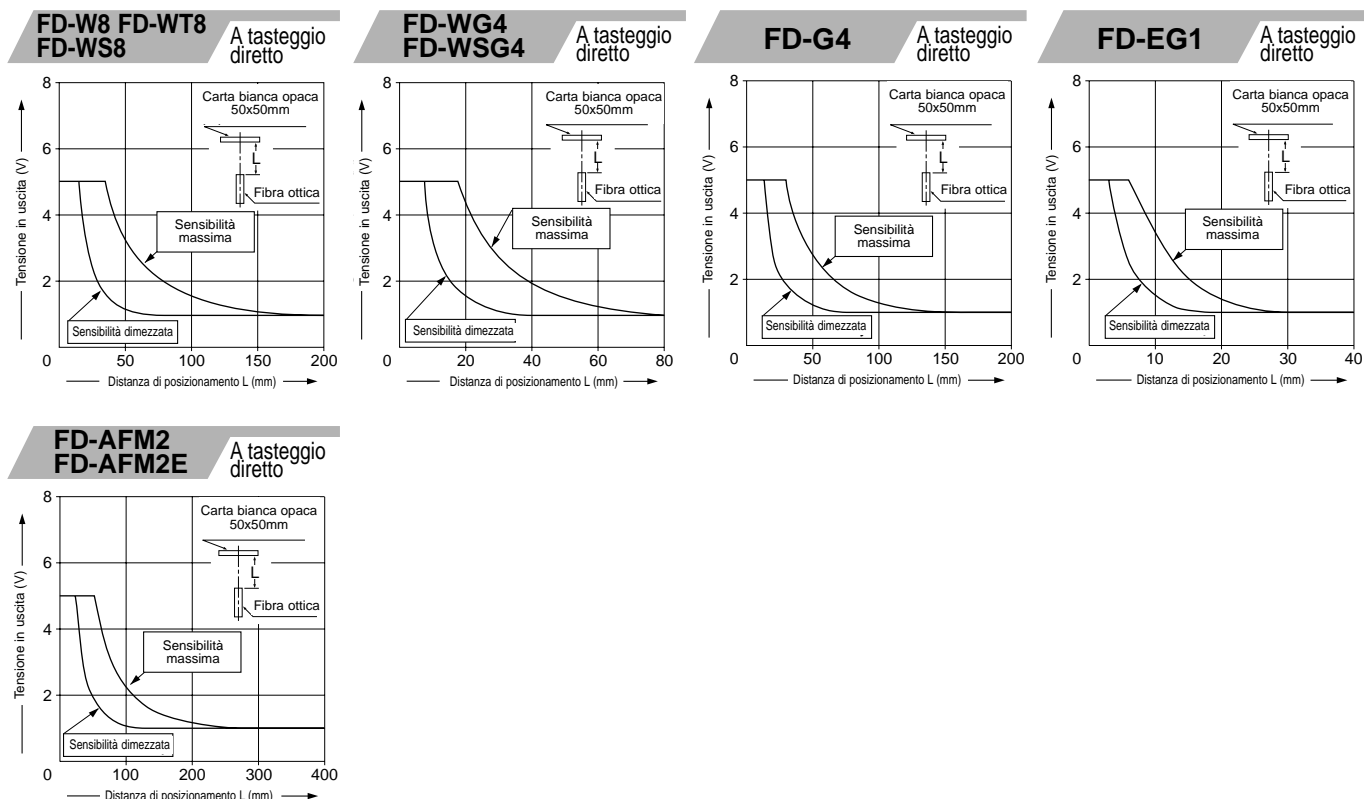 FD-W8 FD-WT8
FD-WS8
A tasteggio
diretto
8
6
4
2
0
50
100
150
200
Tensione in uscita (V)
Carta bianca opaca
50x50mm
L
Fibra ottica
Sensibilità
massima
Sensibilità dimezzata
Distanza di posizionamento L (mm)
FD-WG4
FD-WSG4
A tasteggio
diretto
8
6
4
2
0
20
40
60
80
Tensione in uscita (V)
Carta bianca opaca
50x50mm
L
Fibra ottica
Sensibilità
massima
Sensibilità dimezzata
Distanza di posizionamento L (mm)
FD-G4
A tasteggio
diretto
8
6
4
2
0
50
100
150
200
Tensione in uscita (V)
Carta bianca opaca
50x50mm
L
Fibra ottica
Sensibilità
massima
Sensibilità dimezzata
Distanza di posizionamento L (mm)
FD-EG1
A tasteggio
diretto
8
6
4
2
0
10
20
30
40
Tensione in uscita (V)
Carta bianca opaca
50x50mm
L
Fibra ottica
Sensibilità
massima
Sensibilità dimezzata
Distanza di posizionamento L (mm)
FD-AFM2
FD-AFM2E
A tasteggio
diretto
8
6
4
2
0
100
200
300
400
Tensione in uscita (V)
Carta bianca opaca
50x50mm
L
Fibra ottica
Sensibilità
massima
Sensibilità dimezzata
Distanza di posizionamento L (mm)